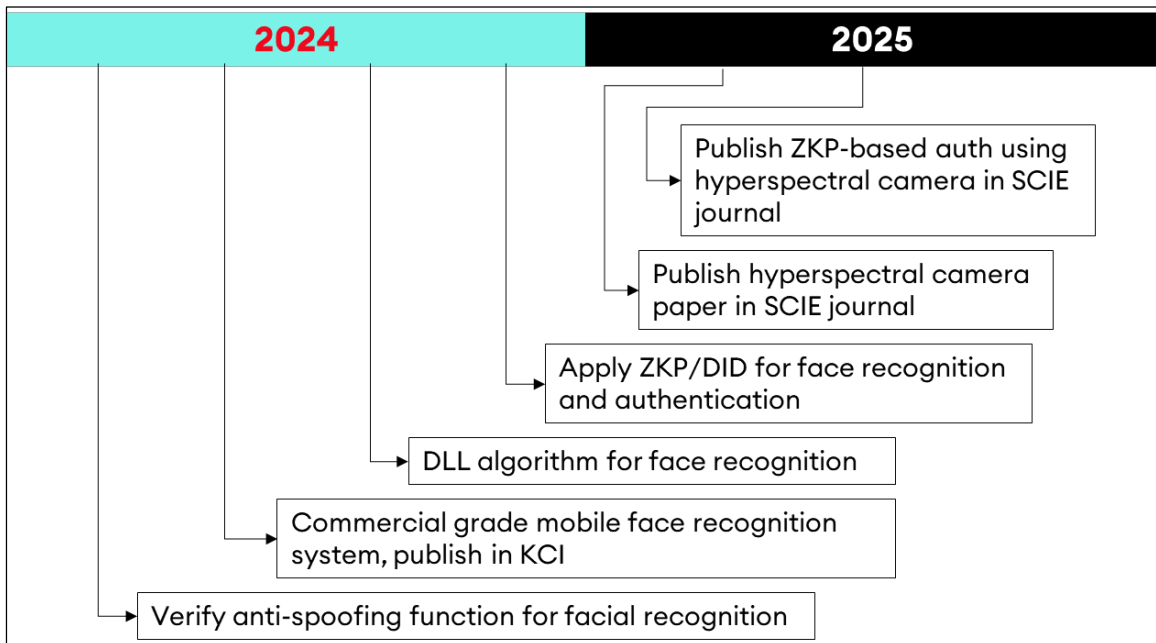 2024
2025
Publish ZKP-based auth using
hyperspectral camera in SCIE
journal
Publish hyperspectral camera
paper in SCIE journal
Apply ZKP/DID for face recognition
and authentication
DLL algorithm for face recognition
Commercial grade mobile face recognition
system, publish in KCI
Verify anti-spoofing function for facial recognition